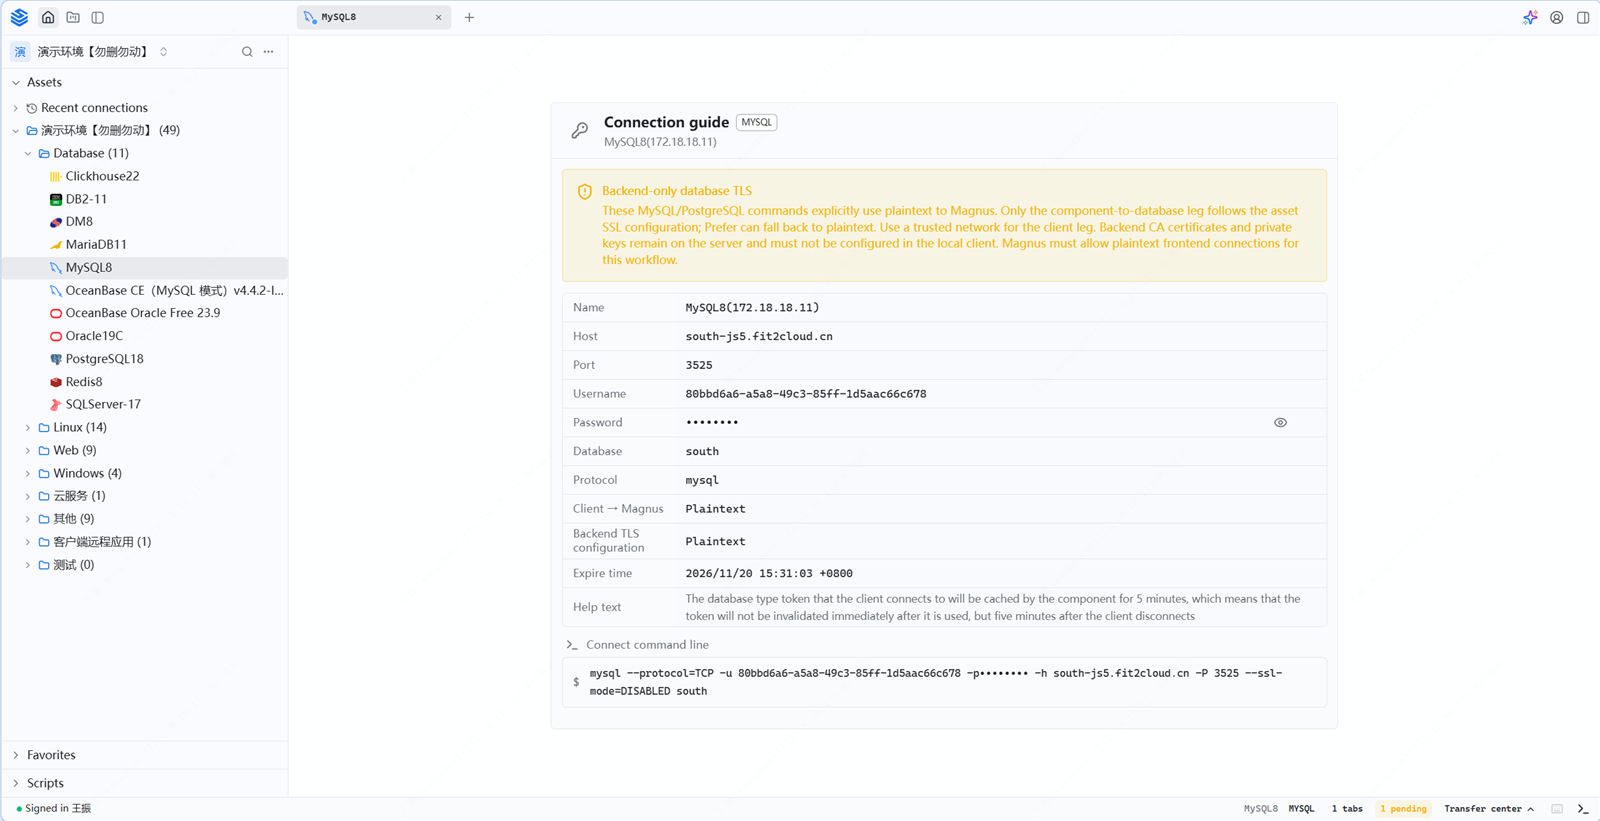 MySQL8
演 演示环境【勿删勿动】
Assets
Recent connections
演示环境【勿删勿动】 (49)
Database (11)
Clickhouse22
DB2-11
DM8
MariaDB11
MySQL8
OceanBase CE（MySQL 模式）v4.4.2-l...
OceanBase Oracle Free 23.9
Oracle19C
PostgreSQL18
Redis8
SQLServer-17
Linux (14)
Web (9)
Windows (4)
云服务 (1)
其他 (9)
客户端远程应用 (1)
测试 (0)
Favorites
Scripts
Signed in 王振
Connection guide MYSQL
MySQL8(172.18.18.11)
Backend-only database TLS
These MySQL/PostgreSQL commands explicitly use plaintext to Magnus. Only the component-to-database leg follows the asset
SSL configuration; Prefer can fall back to plaintext. Use a trusted network for the client leg. Backend CA certificates and private
keys remain on the server and must not be configured in the local client. Magnus must allow plaintext frontend connections for
this workflow.
Name MySQL8(172.18.18.11)
Host south-js5.fit2cloud.cn
Port 3525
Username 80bbd6a6-a5a8-49c3-85ff-1d5aac66c678
Password ••••••••
Database south
Protocol mysql
Client → Magnus Plaintext
Backend TLS
configuration Plaintext
Expire time 2026/11/20 15:31:03 +0800
Help text The database type token that the client connects to will be cached by the component for 5 minutes, which means that the
token will not be invalidated immediately after it is used, but five minutes after the client disconnects
>_ Connect command line
$ mysql --protocol=TCP -u 80bbd6a6-a5a8-49c3-85ff-1d5aac66c678 -p•••••••• -h south-js5.fit2cloud.cn -P 3525 --ssl-
mode=DISABLED south
MySQL8 MYSQL 1 tabs 1 pending Transfer center